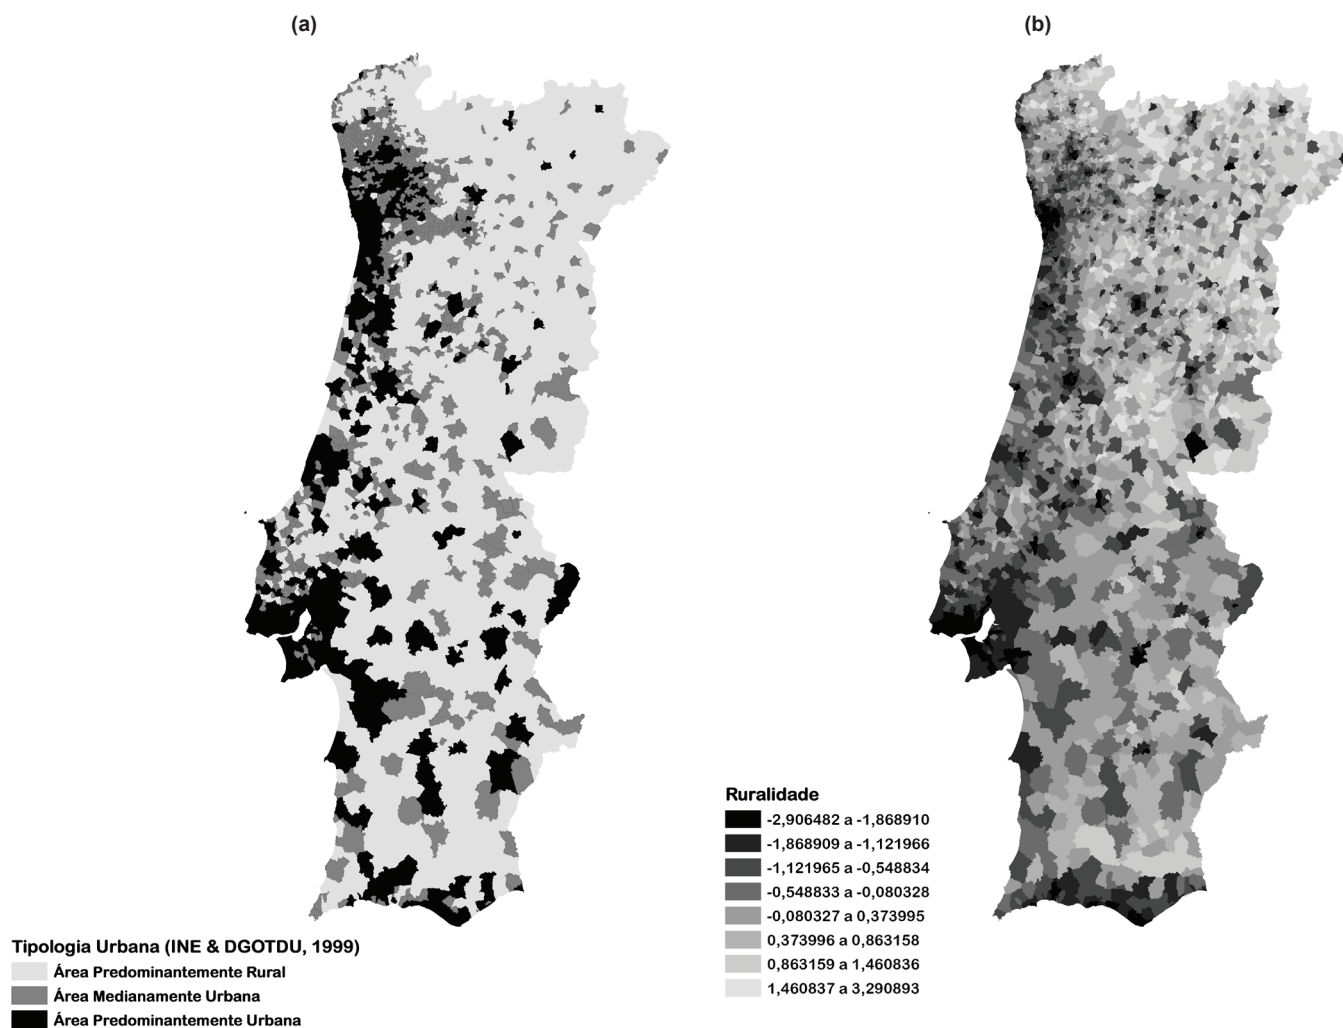 (a)
(b)
Tipologia Urbana (INE & DGOTDU, 1999)
Área Predominantemente Rural
Área Medianamente Urbana
Área Predominantemente Urbana
Ruralidade
-2,906482 a -1,868910
-1,868909 a -1,121966
-1,121965 a -0,548834
-0,548833 a -0,080328
-0,080327 a 0,373995
0,373996 a 0,863158
0,863159 a 1,460836
1,460837 a 3,290893